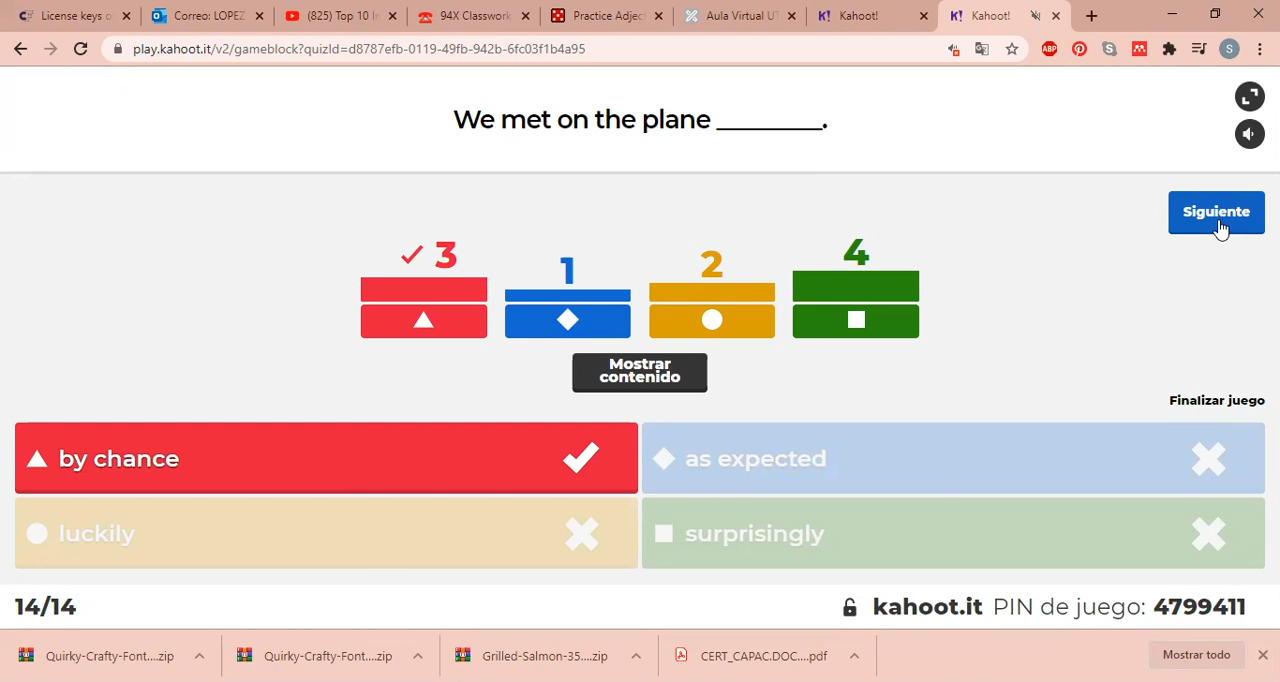 License keys o
Correo: LOPEZ
(825) Top 10 I
94X Classwork
Practice Adjec
Aula Virtual UT
K! Kahoot!
K! Kahoot!
play.kahoot.it/v2/gameblock?quizId=d8787efb-0119-49fb-942b-6fc03f1b4a95
ABP
S
We met on the plane ________.
Siguiente
3
1
2
4
Mostrar
contenido
Finalizar juego
by chance
as expected
luckily
surprisingly
14/14
kahoot.it PIN de juego: 4799411
Quirky-Crafty-Font....zip
Quirky-Crafty-Font....zip
Grilled-Salmon-35....zip
CERT_CAPAC.DOC....pdf
Mostrar todo